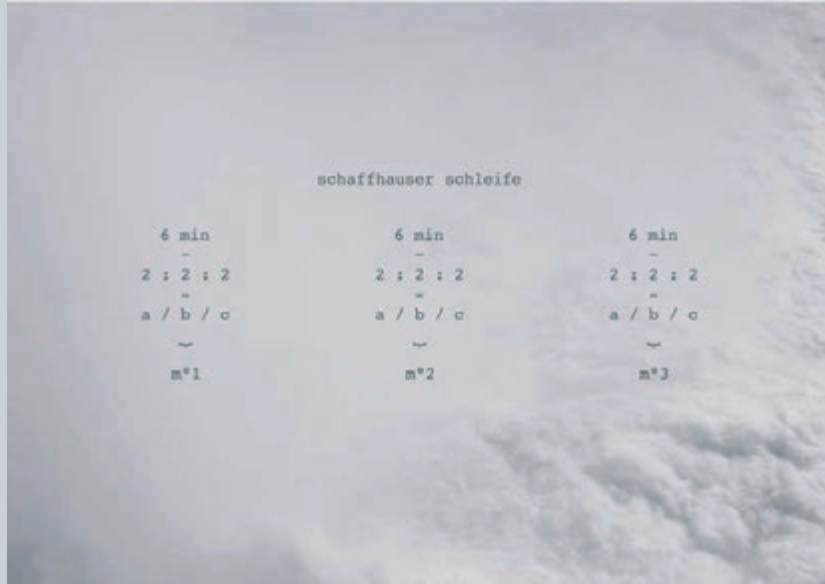 schaffhauser schleife
6 min 6 min 6 min
2 : 2 : 2 2 : 2 : 2 2 : 2 : 2
= = =
a / b / c a / b / c a / b / c
m°1 m°2 m°3